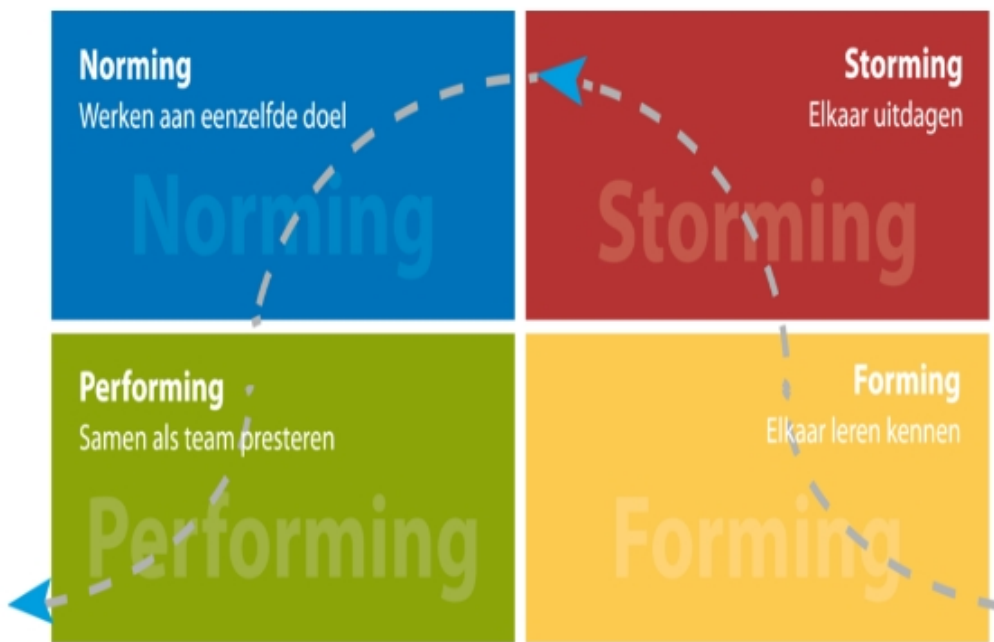 Norming
Werken aan eenzelfde doel
Norming
Storming
Elkaar uitdagen
Storming
Performing
Samen als team presteren
Performing
Forming
Elkaar leren kennen
Forming